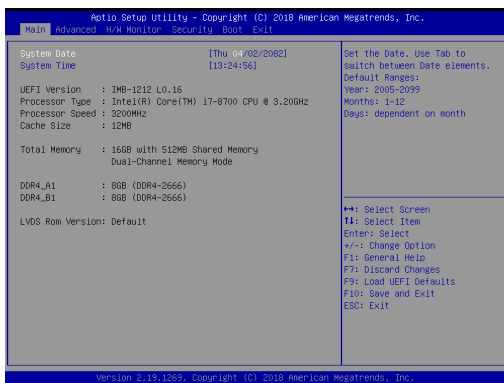 Aptio Setup Utility - Copyright (C) 2018 American Megatrends, Inc.
Main Advanced H/W Monitor Security Boot Exit
System Date [Thu 04/02/2082]
System Time [13:24:56]
UEFI Version : IMB-1212 L0.16
Processor Type : Intel(R) Core(TM) i7-8700 CPU @ 3.20GHz
Processor Speed : 3200MHz
Cache Size : 12MB
Total Memory : 16GB with 512MB Shared Memory
Dual-Channel Memory Mode
DDR4_A1 : 8GB (DDR4-2666)
DDR4_B1 : 8GB (DDR4-2666)
LVDS Rom Version: Default
Set the Date. Use Tab to
switch between Date elements.
Default Ranges:
Year: 2005-2099
Months: 1-12
Days: dependent on month
↔: Select Screen
↑↓: Select Item
Enter: Select
+/-: Change Option
F1: General Help
F7: Discard Changes
F9: Load UEFI Defaults
F10: Save and Exit
ESC: Exit
Version 2.19.1269. Copyright (C) 2018 American Megatrends, Inc.